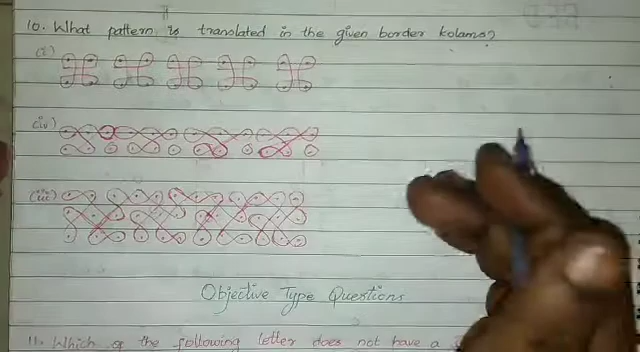 10. What pattern is translated in the given border kolams?
(i)
(ii)
(iii)
Objective Type Questions
11. Which of the following letter does not have a